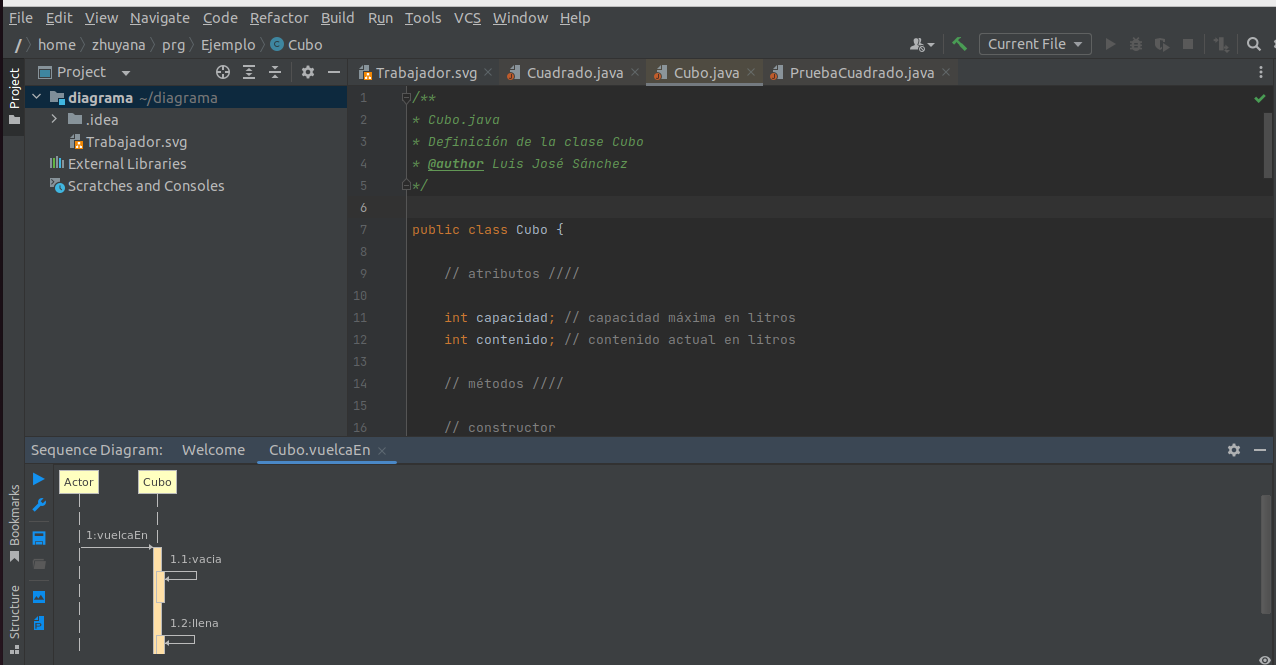 File Edit View Navigate Code Refactor Build Run Tools VCS Window Help
/ home zhuyana prg Ejemplo Cubo Current File
Project
Project
Trabajador.svg Cuadrado.java Cubo.java PruebaCuadrado.java
diagrama ~/diagrama
.idea
Trabajador.svg
External Libraries
Scratches and Consoles
1 /**
2 * Cubo.java
3 * Definición de la clase Cubo
4 * @author Luis José Sánchez
5 */
6
7 public class Cubo {
8
9 // atributos ////
10
11 int capacidad; // capacidad máxima en litros
12 int contenido; // contenido actual en litros
13
14 // métodos ////
15
16 // constructor
Sequence Diagram: Welcome Cubo.vuelcaEn
Actor Cubo
1:vuelcaEn
1.1:vacia
1.2:llena
Bookmarks
Structure